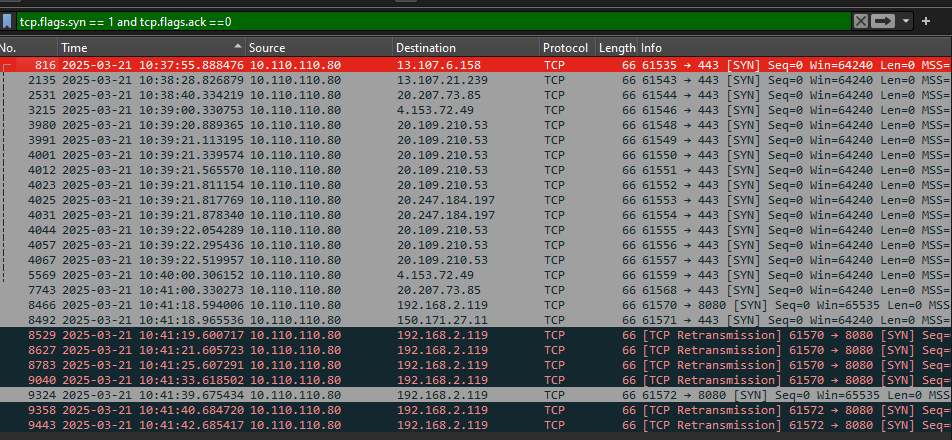 tcp.flags.syn == 1 and tcp.flags.ack ==0
No. Time Source Destination Protocol Length Info
816 2025-03-21 10:37:55.888476 10.110.110.80 13.107.6.158 TCP 66 61535 → 443 [SYN] Seq=0 Win=64240 Len=0 MSS=
2135 2025-03-21 10:38:28.826879 10.110.110.80 13.107.21.239 TCP 66 61543 → 443 [SYN] Seq=0 Win=64240 Len=0 MSS=
2531 2025-03-21 10:38:40.334219 10.110.110.80 20.207.73.85 TCP 66 61544 → 443 [SYN] Seq=0 Win=64240 Len=0 MSS=
3215 2025-03-21 10:39:00.330753 10.110.110.80 4.153.72.49 TCP 66 61546 → 443 [SYN] Seq=0 Win=64240 Len=0 MSS=
3980 2025-03-21 10:39:20.889365 10.110.110.80 20.109.210.53 TCP 66 61548 → 443 [SYN] Seq=0 Win=64240 Len=0 MSS=
3991 2025-03-21 10:39:21.113195 10.110.110.80 20.109.210.53 TCP 66 61549 → 443 [SYN] Seq=0 Win=64240 Len=0 MSS=
4001 2025-03-21 10:39:21.339574 10.110.110.80 20.109.210.53 TCP 66 61550 → 443 [SYN] Seq=0 Win=64240 Len=0 MSS=
4012 2025-03-21 10:39:21.565570 10.110.110.80 20.109.210.53 TCP 66 61551 → 443 [SYN] Seq=0 Win=64240 Len=0 MSS=
4023 2025-03-21 10:39:21.811154 10.110.110.80 20.109.210.53 TCP 66 61552 → 443 [SYN] Seq=0 Win=64240 Len=0 MSS=
4025 2025-03-21 10:39:21.817769 10.110.110.80 20.247.184.197 TCP 66 61553 → 443 [SYN] Seq=0 Win=64240 Len=0 MSS=
4031 2025-03-21 10:39:21.878340 10.110.110.80 20.247.184.197 TCP 66 61554 → 443 [SYN] Seq=0 Win=64240 Len=0 MSS=
4044 2025-03-21 10:39:22.054289 10.110.110.80 20.109.210.53 TCP 66 61555 → 443 [SYN] Seq=0 Win=64240 Len=0 MSS=
4057 2025-03-21 10:39:22.295436 10.110.110.80 20.109.210.53 TCP 66 61556 → 443 [SYN] Seq=0 Win=64240 Len=0 MSS=
4067 2025-03-21 10:39:22.519957 10.110.110.80 20.109.210.53 TCP 66 61557 → 443 [SYN] Seq=0 Win=64240 Len=0 MSS=
5569 2025-03-21 10:40:00.306152 10.110.110.80 4.153.72.49 TCP 66 61559 → 443 [SYN] Seq=0 Win=64240 Len=0 MSS=
7743 2025-03-21 10:41:00.330273 10.110.110.80 20.207.73.85 TCP 66 61568 → 443 [SYN] Seq=0 Win=64240 Len=0 MSS=
8466 2025-03-21 10:41:18.594006 10.110.110.80 192.168.2.119 TCP 66 61570 → 8080 [SYN] Seq=0 Win=65535 Len=0 MSS
8492 2025-03-21 10:41:18.965536 10.110.110.80 150.171.27.11 TCP 66 61571 → 443 [SYN] Seq=0 Win=64240 Len=0 MSS=
8529 2025-03-21 10:41:19.600717 10.110.110.80 192.168.2.119 TCP 66 [TCP Retransmission] 61570 → 8080 [SYN] Seq=
8627 2025-03-21 10:41:21.605723 10.110.110.80 192.168.2.119 TCP 66 [TCP Retransmission] 61570 → 8080 [SYN] Seq=
8783 2025-03-21 10:41:25.607291 10.110.110.80 192.168.2.119 TCP 66 [TCP Retransmission] 61570 → 8080 [SYN] Seq=
9040 2025-03-21 10:41:33.618502 10.110.110.80 192.168.2.119 TCP 66 [TCP Retransmission] 61570 → 8080 [SYN] Seq=
9324 2025-03-21 10:41:39.675434 10.110.110.80 192.168.2.119 TCP 66 61572 → 8080 [SYN] Seq=0 Win=65535 Len=0 MSS
9358 2025-03-21 10:41:40.684720 10.110.110.80 192.168.2.119 TCP 66 [TCP Retransmission] 61572 → 8080 [SYN] Seq=
9443 2025-03-21 10:41:42.685417 10.110.110.80 192.168.2.119 TCP 66 [TCP Retransmission] 61572 → 8080 [SYN] Seq=